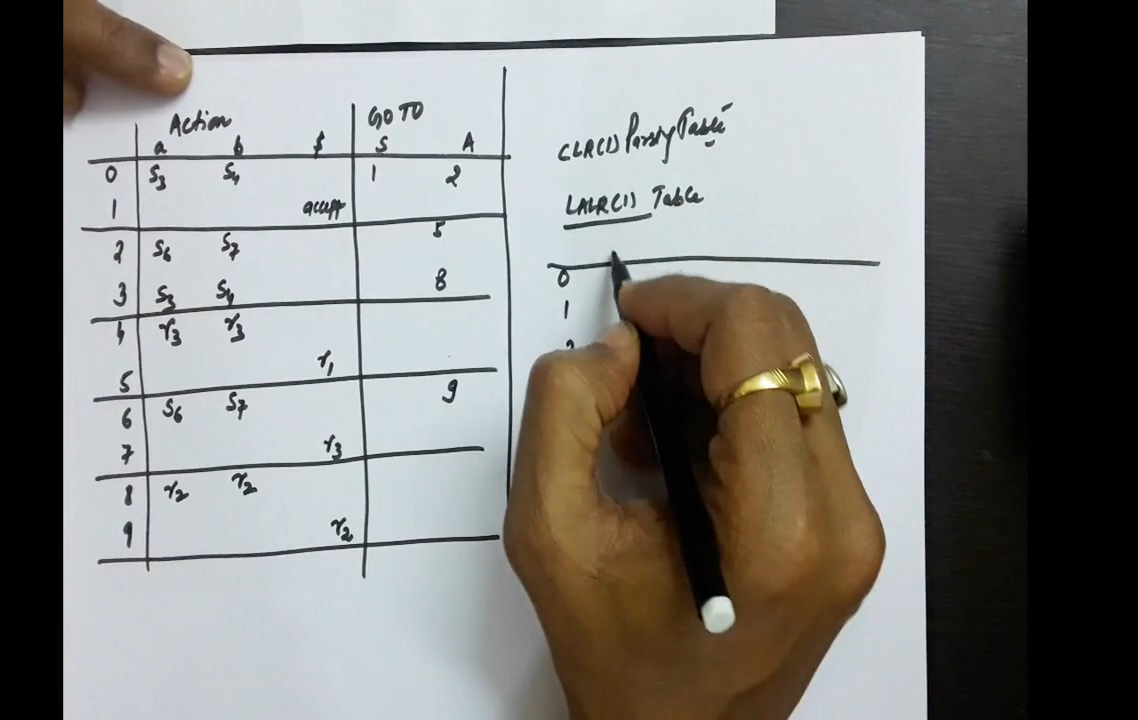 Action GO TO
a b $ S A
0 S3 S4 1 2
1 accept
2 S6 S7 5
3 S3 S4 8
4 r3 r3
5 r1
6 S6 S7 9
7 r3
8 r2 r2
9 r2
CLR(1) Parsing Table
LALR(1) Table
0
1